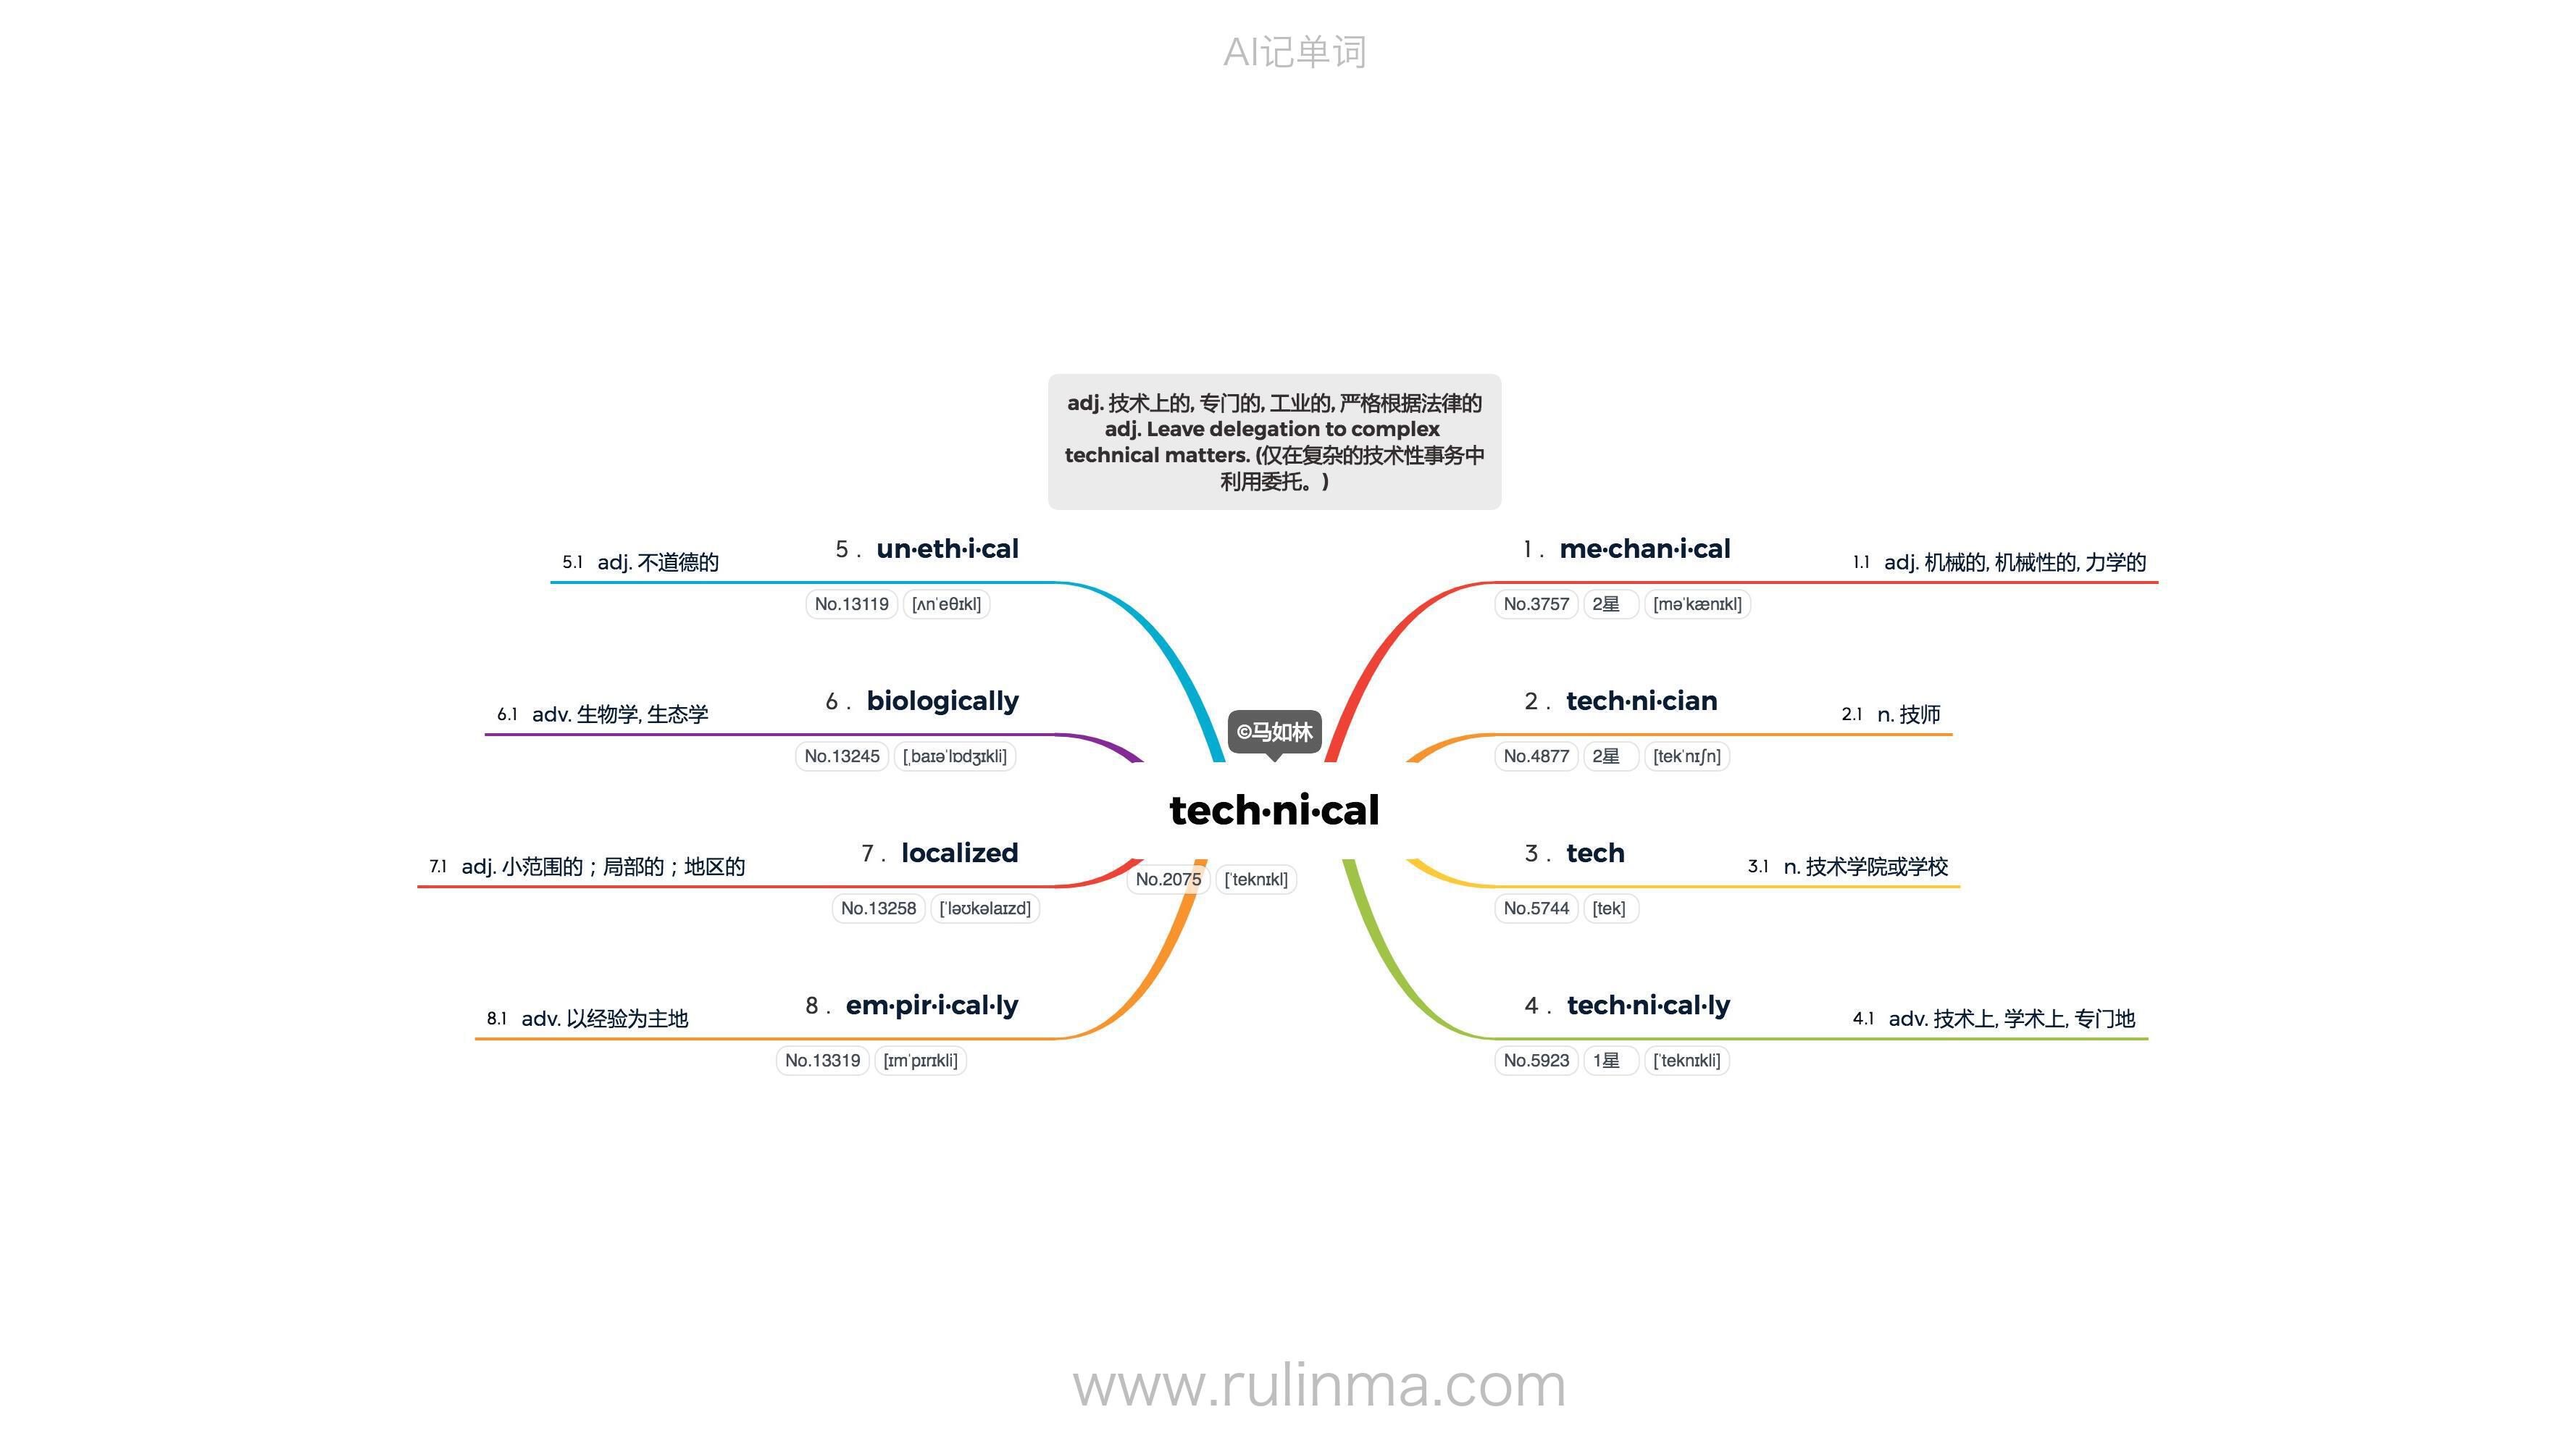 AI记单词
adj. 技术上的, 专门的, 工业的, 严格根据法律的
adj. Leave delegation to complex
technical matters. (仅在复杂的技术性事务中
利用委托。)
©马如林
tech·ni·cal
No.2075 [ˈteknɪkl]
1 . me·chan·i·cal
No.3757 2星 [məˈkænɪkl]
1.1 adj. 机械的, 机械性的, 力学的
2 . tech·ni·cian
No.4877 2星 [tekˈnɪʃn]
2.1 n. 技师
3 . tech
No.5744 [tek]
3.1 n. 技术学院或学校
4 . tech·ni·cal·ly
No.5923 1星 [ˈteknɪkli]
4.1 adv. 技术上, 学术上, 专门地
5 . un·eth·i·cal
No.13119 [ʌnˈeθɪkl]
5.1 adj. 不道德的
6 . biologically
No.13245 [ˌbaɪəˈlɒdʒɪkli]
6.1 adv. 生物学, 生态学
7 . localized
No.13258 [ˈləʊkəlaɪzd]
7.1 adj. 小范围的；局部的；地区的
8 . em·pir·i·cal·ly
No.13319 [ɪmˈpɪrɪkli]
8.1 adv. 以经验为主地
www.rulinma.com